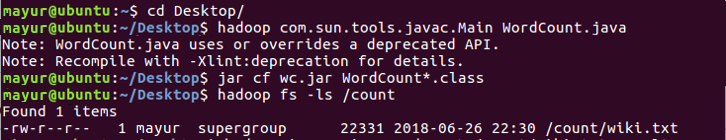 mayur@ubuntu:~$ cd Desktop/
mayur@ubuntu:~/Desktop$ hadoop com.sun.tools.javac.Main WordCount.java
Note: WordCount.java uses or overrides a deprecated API.
Note: Recompile with -Xlint:deprecation for details.
mayur@ubuntu:~/Desktop$ jar cf wc.jar WordCount*.class
mayur@ubuntu:~/Desktop$ hadoop fs -ls /count
Found 1 items
-rw-r--r-- 1 mayur supergroup 22331 2018-06-26 22:30 /count/wiki.txt